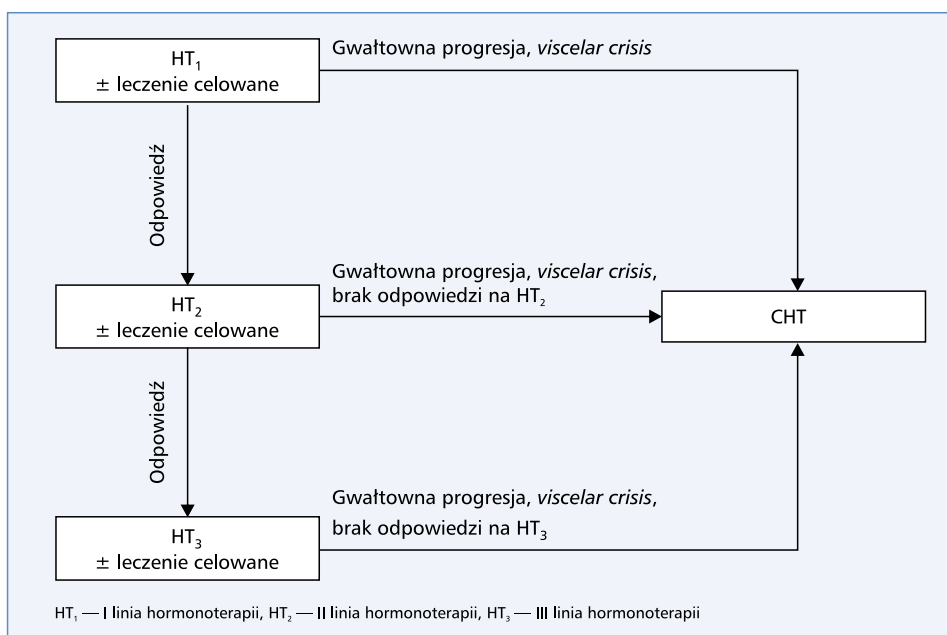 HT₁
± leczenie celowane
Gwałtowna progresja, viscelar crisis
Odpowiedź
HT₂
± leczenie celowane
Gwałtowna progresja, viscelar crisis,
brak odpowiedzi na HT₂
CHT
Odpowiedź
HT₃
± leczenie celowane
Gwałtowna progresja, viscelar crisis,
brak odpowiedzi na HT₃
HT₁ — I linia hormonoterapii, HT₂ — II linia hormonoterapii, HT₃ — III linia hormonoterapii